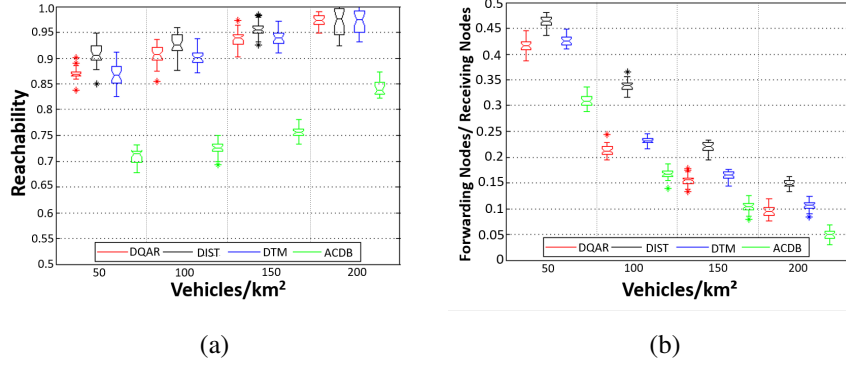 1.0
0.95
0.9
0.85
0.8
0.75
0.7
0.65
0.6
0.55
0.5
Reachability
DQAR DIST DTM ACDB
50 100 150 200
Vehicles/km²
(a)
0.5
0.45
0.4
0.35
0.3
0.25
0.2
0.15
0.1
0.05
0
Forwarding Nodes/ Receiving Nodes
DQAR DIST DTM ACDB
50 100 150 200
Vehicles/km²
(b)